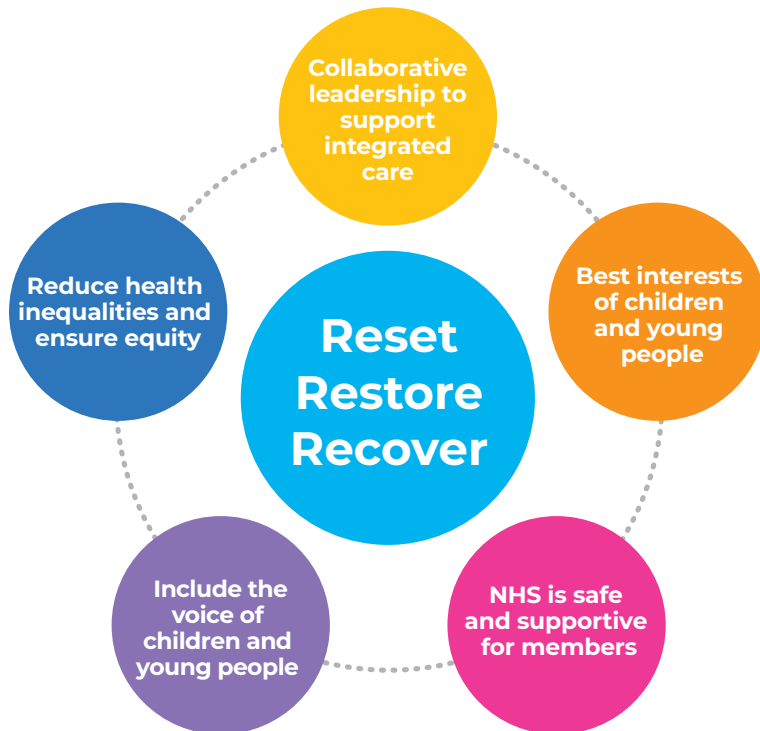 Collaborative
leadership to
support
integrated
care
Best interests
of children
and young
people
NHS is safe
and supportive
for members
Include the
voice of
children and
young people
Reduce health
inequalities and
ensure equity
Reset
Restore
Recover